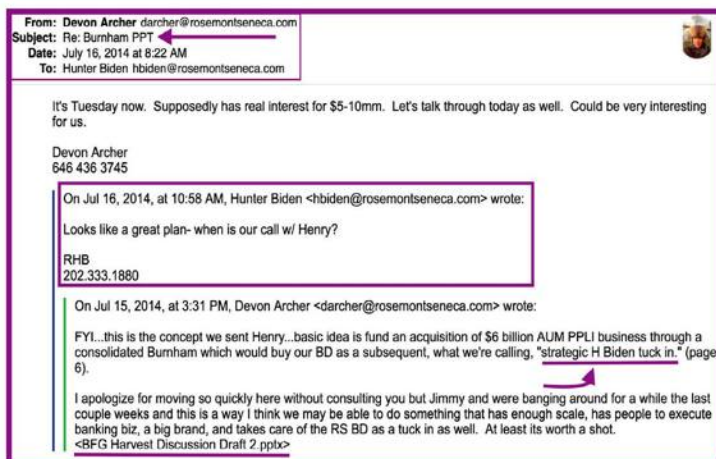 From: Devon Archer darcher@rosemontseneca.com
Subject: Re: Burnham PPT
Date: July 16, 2014 at 8:22 AM
To: Hunter Biden hbiden@rosemontseneca.com
It's Tuesday now. Supposedly has real interest for $5-10mm. Let's talk through today as well. Could be very interesting
for us.
Devon Archer
646 436 3745
On Jul 16, 2014, at 10:58 AM, Hunter Biden <hbiden@rosemontseneca.com> wrote:
Looks like a great plan- when is our call w/ Henry?
RHB
202.333.1880
On Jul 15, 2014, at 3:31 PM, Devon Archer <darcher@rosemontseneca.com> wrote:
FYI...this is the concept we sent Henry...basic idea is fund an acquisition of $6 billion AUM PPLI business through a
consolidated Burnham which would buy our BD as a subsequent, what we're calling, "strategic H Biden tuck in." (page
6).
I apologize for moving so quickly here without consulting you but Jimmy and were banging around for a while the last
couple weeks and this is a way I think we may be able to do something that has enough scale, has people to execute
banking biz, a big brand, and takes care of the RS BD as a tuck in as well. At least its worth a shot.
<BFG Harvest Discussion Draft 2.pptx>